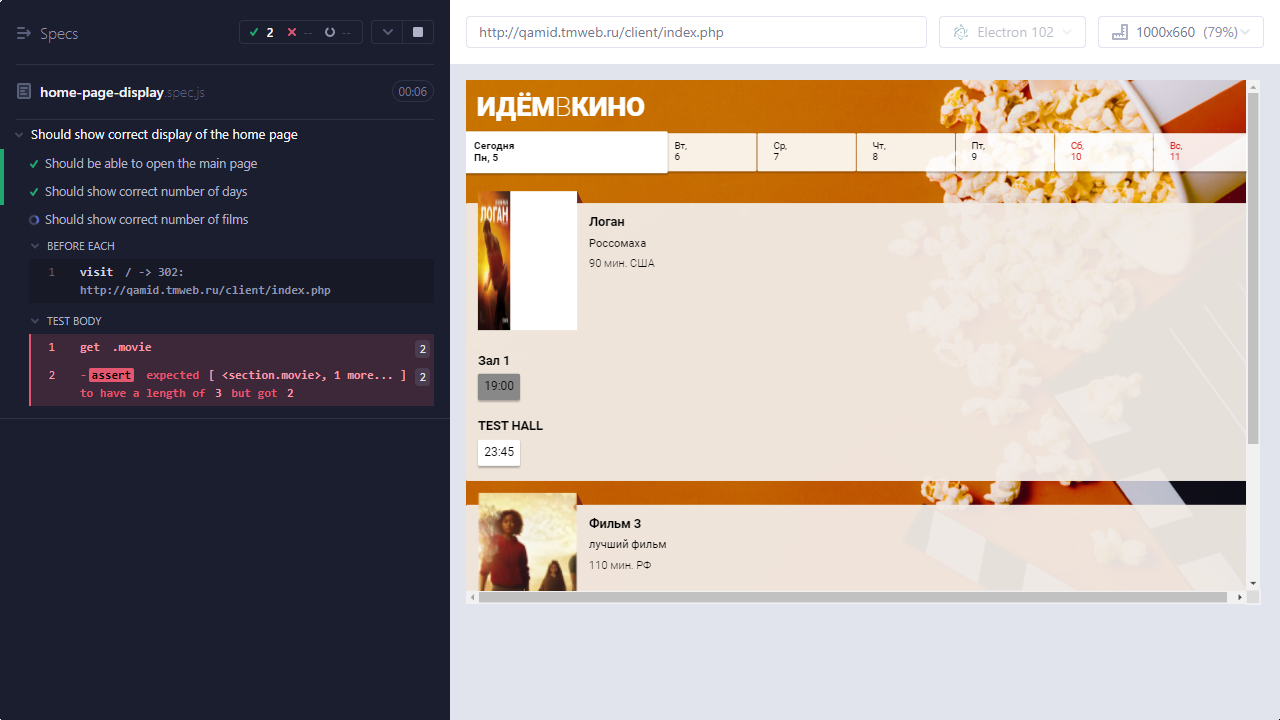 Specs
2 -- --
home-page-display.spec.js
00:06
Should show correct display of the home page
Should be able to open the main page
Should show correct number of days
Should show correct number of films
BEFORE EACH
1 visit / -> 302:
http://qamid.tmweb.ru/client/index.php
TEST BODY
1 get .movie 2
2 -assert expected [ <section.movie>, 1 more... ] 2
to have a length of 3 but got 2
http://qamid.tmweb.ru/client/index.php
Electron 102
1000x660 (79%)
ИДЁМВКИНО
Сегодня
Пн, 5
Вт,
6
Ср,
7
Чт,
8
Пт,
9
Сб,
10
Вс,
11
ЛОГАН
Логан
Россомаха
90 мин. США
Зал 1
19:00
TEST HALL
23:45
Фильм 3
лучший фильм
110 мин. РФ